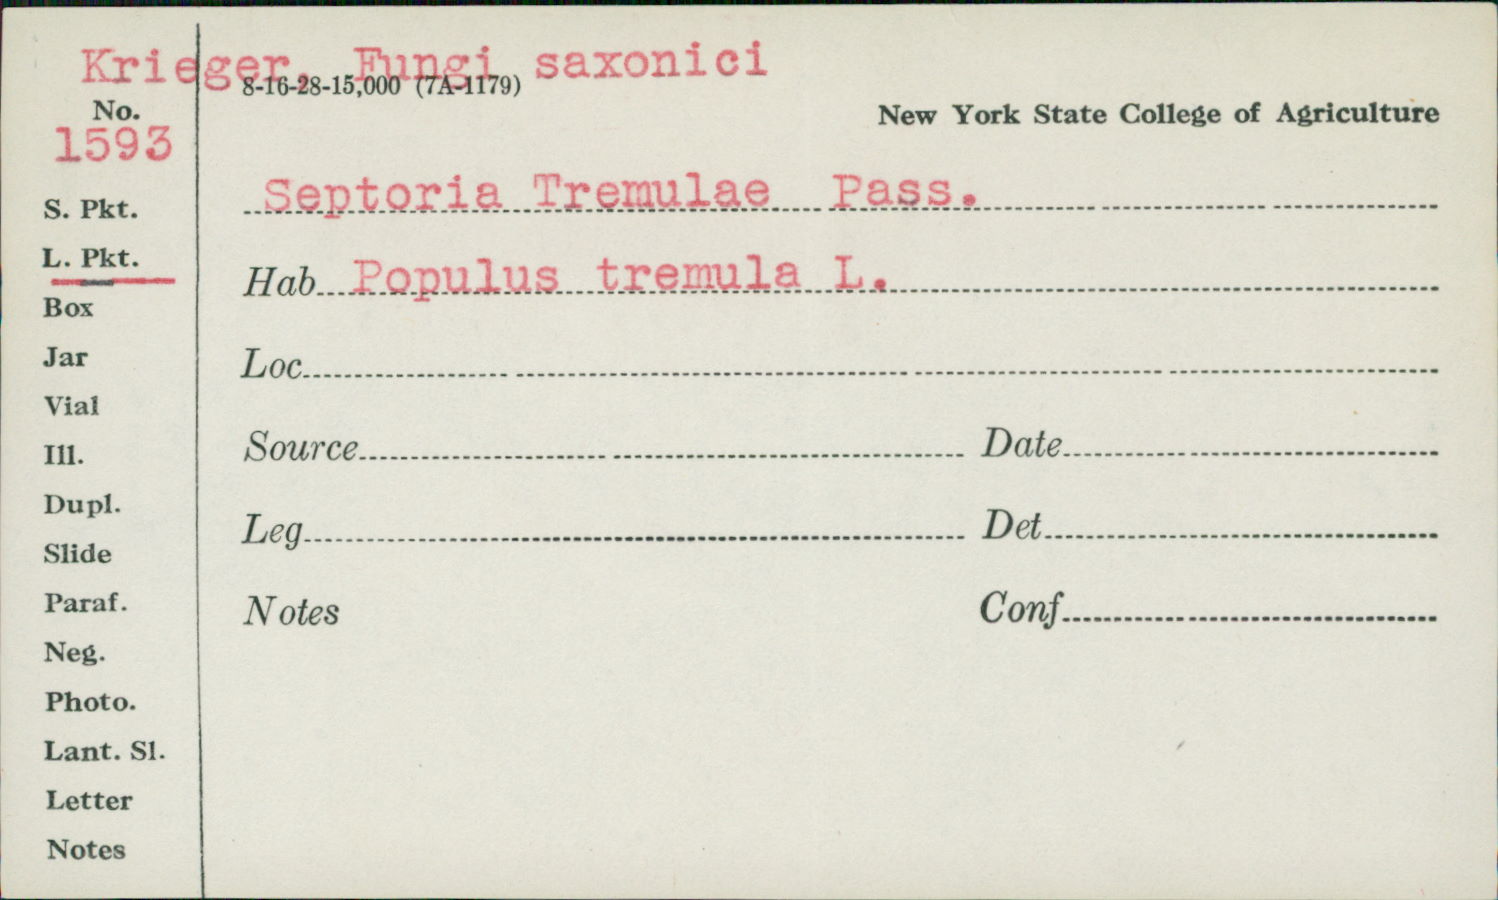 Krieger, Fungi saxonici
8-16-28-15,000 (7A-1179)
No.
1593
New York State College of Agriculture
Septoria Tremulae Pass.
S. Pkt.
L. Pkt.
Hab. Populus tremula L.
Box
Jar
Loc.
Vial
Ill.
Source
Date
Dupl.
Leg.
Det.
Slide
Paraf.
Notes
Conf.
Neg.
Photo.
Lant. Sl.
Letter
Notes